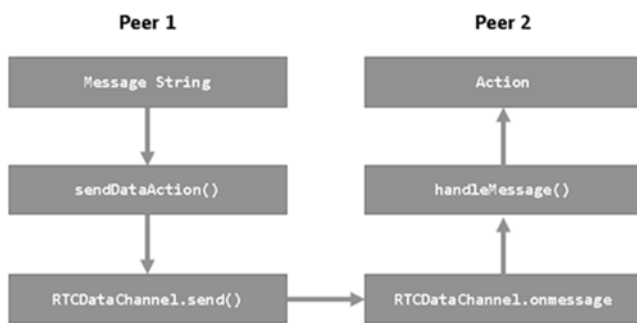 Peer 1
Peer 2
Message String
Action
sendDataAction()
handleMessage()
RTCDataChannel.send()
RTCDataChannel.onmessage